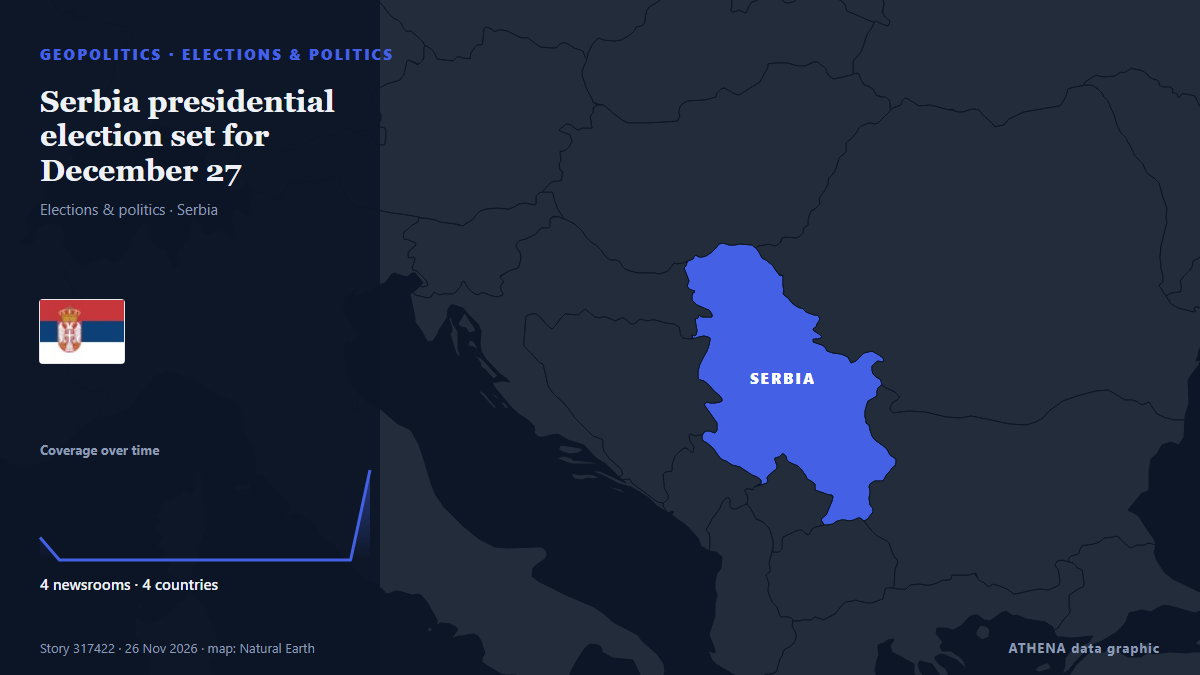 GEOPOLITICS · ELECTIONS & POLITICS
Serbia presidential
election set for
December 27
Elections & politics · Serbia
SERBIA
Coverage over time
4 newsrooms · 4 countries
Story 317422 · 26 Nov 2026 · map: Natural Earth
ATHENA data graphic